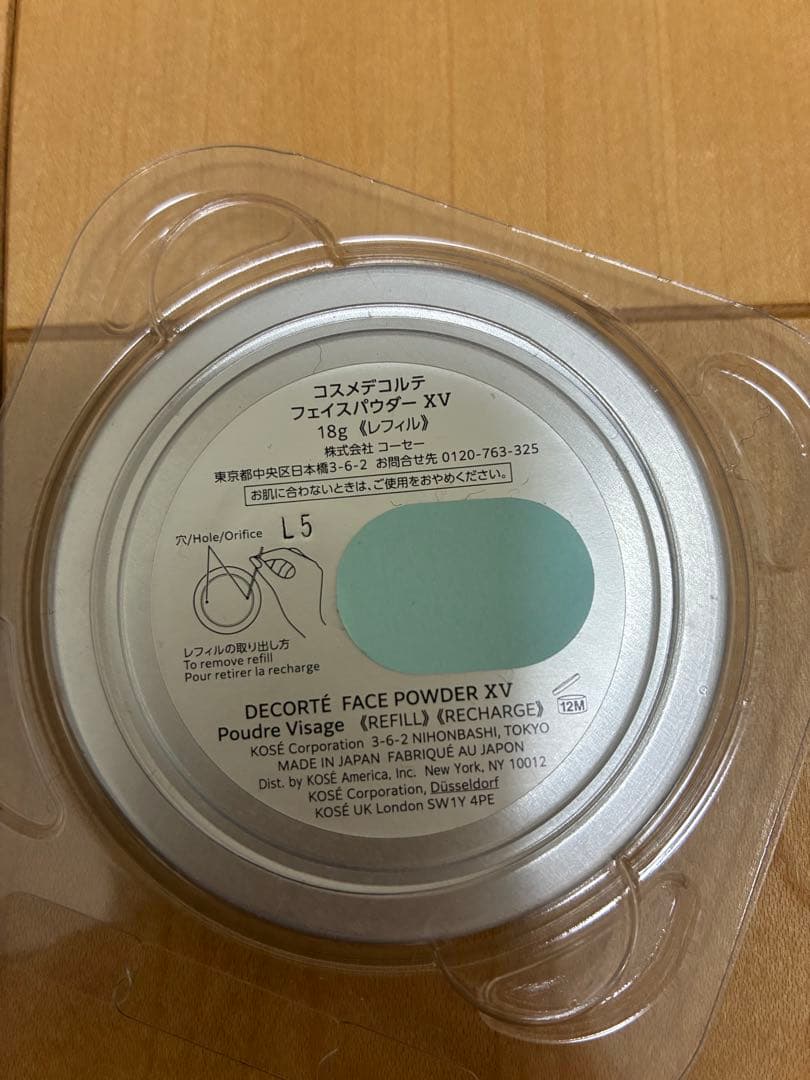 コスメデコルテ
フェイスパウダー XV
18g 《レフィル》
株式会社 コーセー
東京都中央区日本橋3-6-2 お問合せ先 0120-763-325
お肌に合わないときは、ご使用をおやめください。
穴/Hole/Orifice
L5
レフィルの取り出し方
To remove refill
Pour retirer la recharge
DECORTÉ FACE POWDER XV
Poudre Visage 《REFILL》《RECHARGE》
12M
KOSÉ Corporation 3-6-2 NIHONBASHI, TOKYO
MADE IN JAPAN FABRIQUÉ AU JAPON
Dist. by KOSÉ America, Inc. New York, NY 10012
KOSÉ Corporation, Düsseldorf
KOSÉ UK London SW1Y 4PE